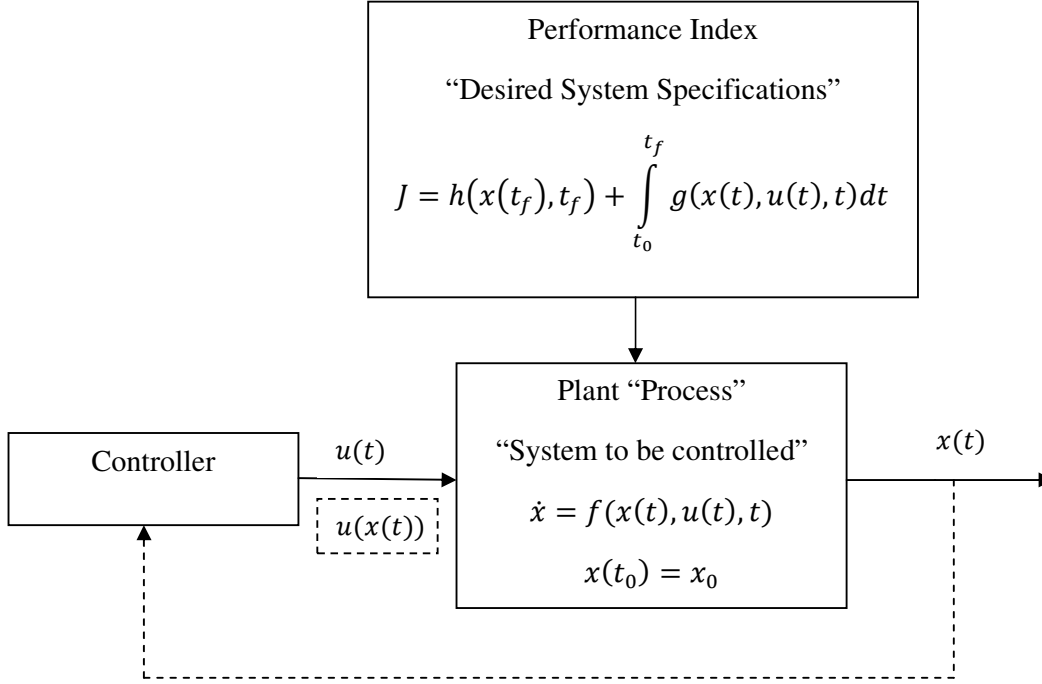 Performance Index
“Desired System Specifications”
J = h(x(t_f), t_f) + ∫_{t_0}^{t_f} g(x(t), u(t), t)dt
Plant “Process”
“System to be controlled”
ẋ = f(x(t), u(t), t)
x(t_0) = x_0
Controller
u(t)
u(x(t))
x(t)